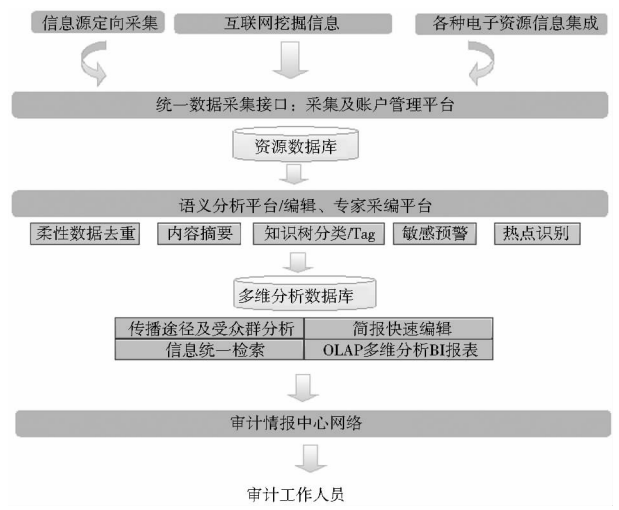 信息源定向采集
互联网挖掘信息
各种电子资源信息集成
统一数据采集接口：采集及账户管理平台
资源数据库
语义分析平台/编辑、专家采编平台
柔性数据去重
内容摘要
知识树分类/Tag
敏感预警
热点识别
多维分析数据库
传播途径及受众群分析
简报快速编辑
信息统一检索
OLAP多维分析BI报表
审计情报中心网络
审计工作人员